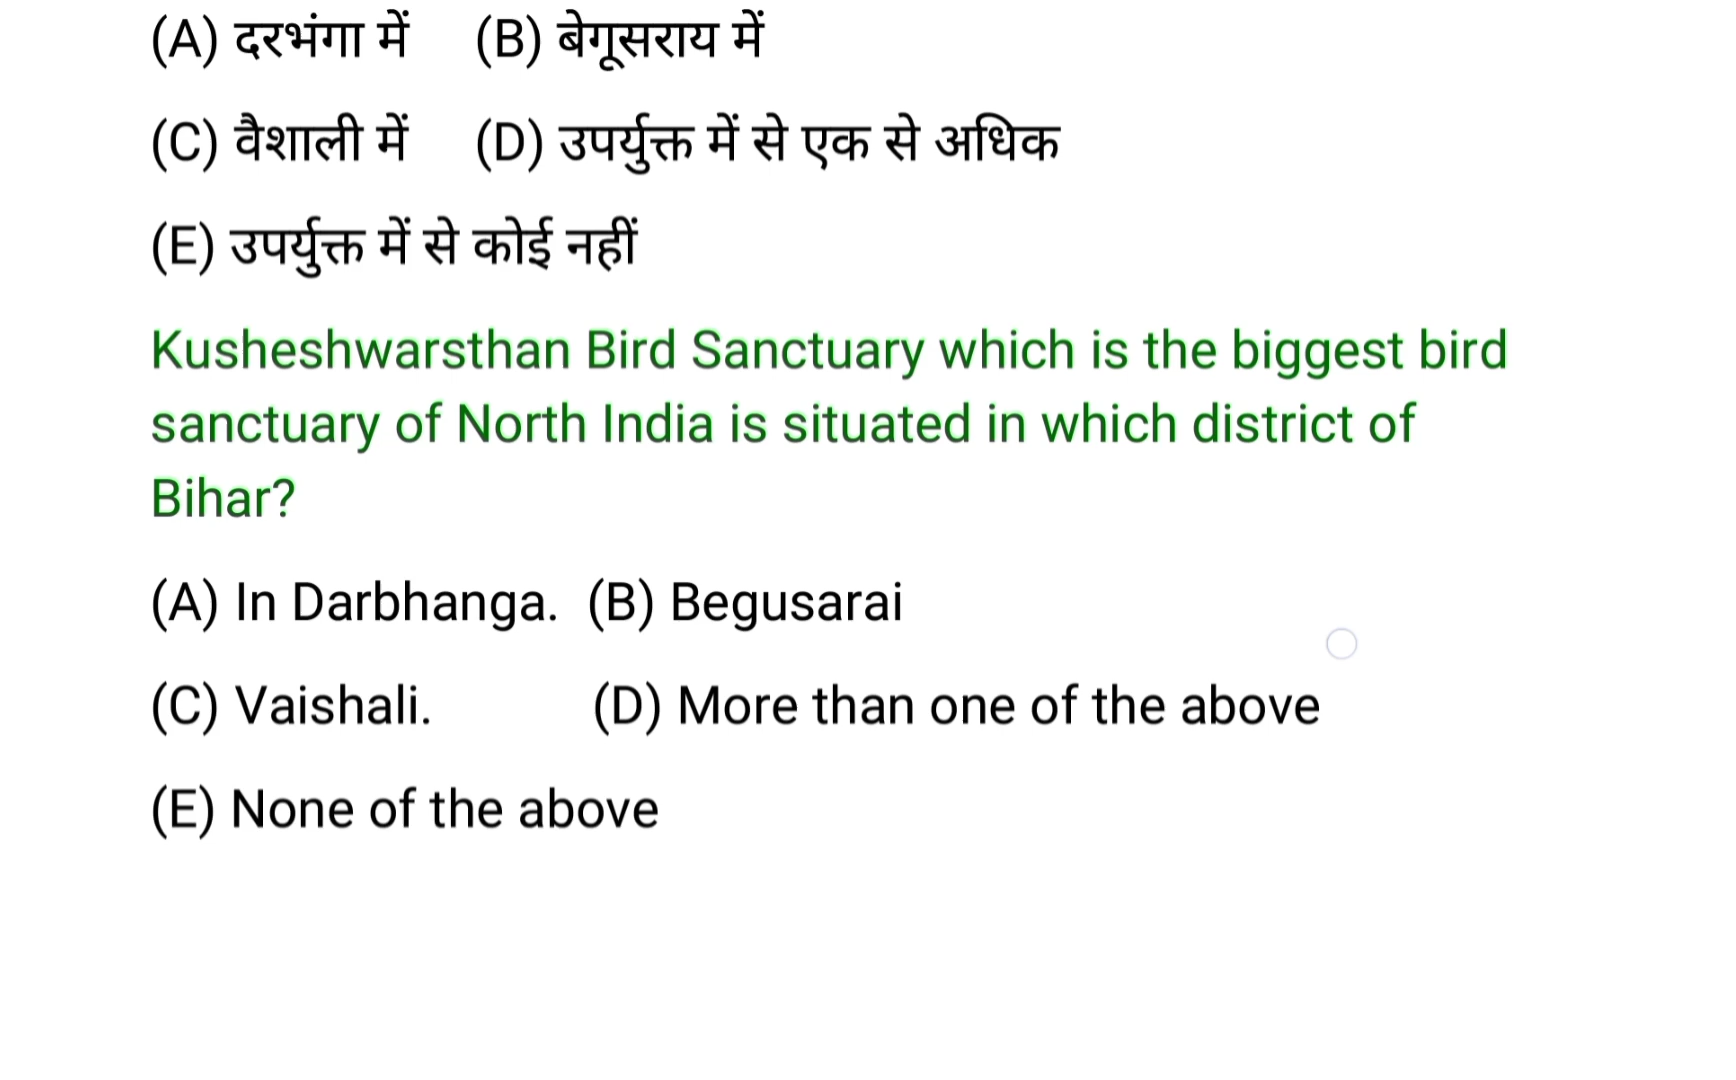 (A) दरभंगा में (B) बेगूसराय में
(C) वैशाली में (D) उपर्युक्त में से एक से अधिक
(E) उपर्युक्त में से कोई नहीं
Kusheshwarsthan Bird Sanctuary which is the biggest bird
sanctuary of North India is situated in which district of
Bihar?
(A) In Darbhanga. (B) Begusarai
(C) Vaishali. (D) More than one of the above
(E) None of the above